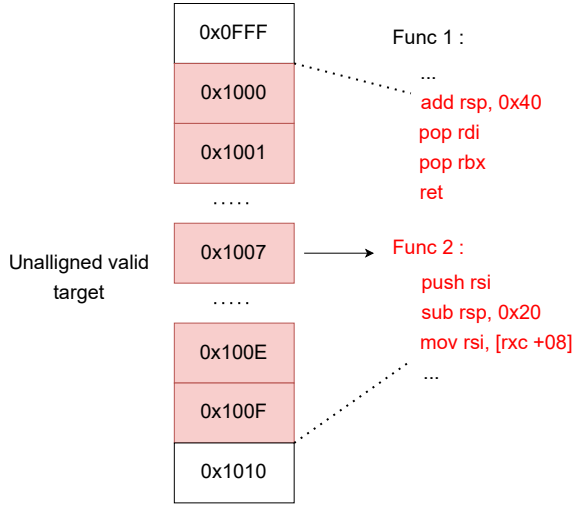 0x0FFF
0x1000
0x1001
.....
0x1007
.....
0x100E
0x100F
0x1010
Unalligned valid
target
Func 1 :
...
add rsp, 0x40
pop rdi
pop rbx
ret
Func 2 :
push rsi
sub rsp, 0x20
mov rsi, [rxc +08]
...